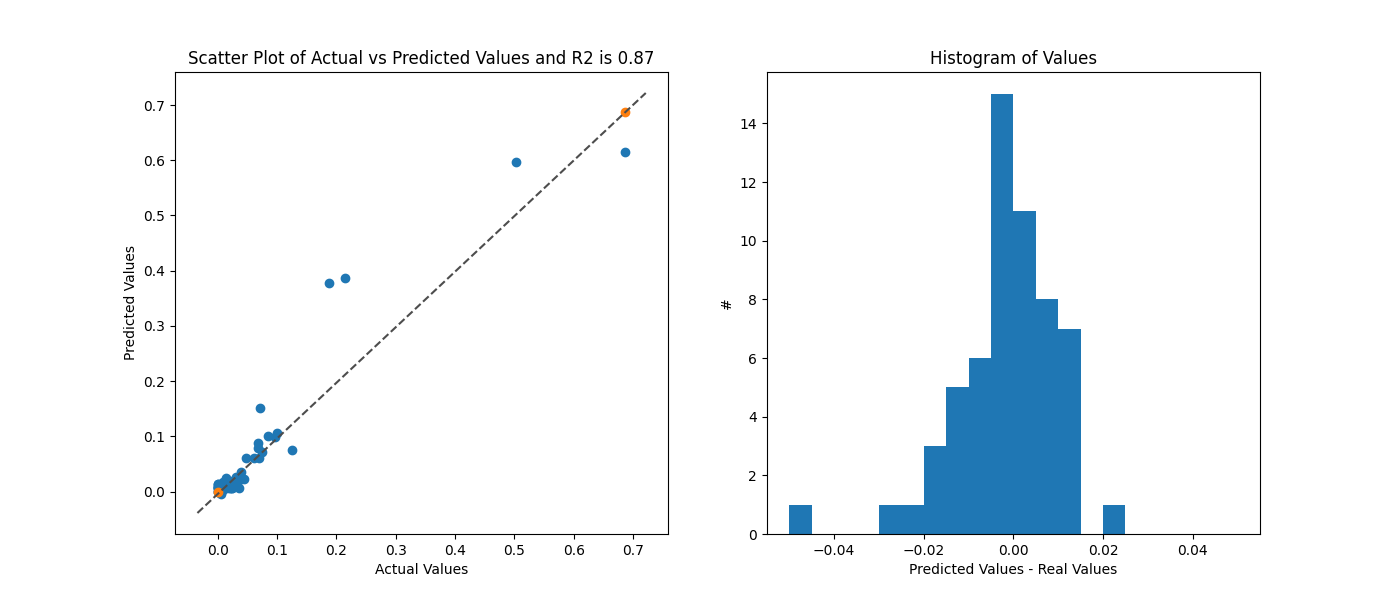 Scatter Plot of Actual vs Predicted Values and R2 is 0.87
0.7
0.6
0.5
0.4
0.3
0.2
0.1
0.0
Predicted Values
0.0 0.1 0.2 0.3 0.4 0.5 0.6 0.7
Actual Values
Histogram of Values
14
12
10
8
6
4
2
0
#
−0.04 −0.02 0.00 0.02 0.04
Predicted Values - Real Values